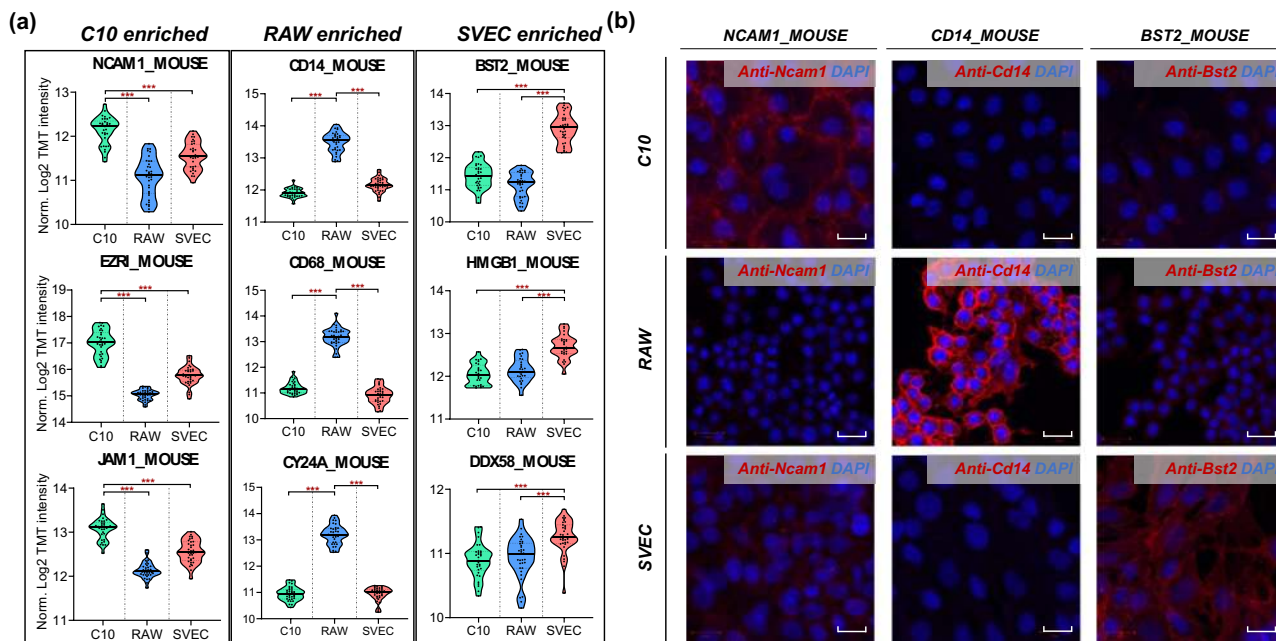 (a)
C10 enriched
RAW enriched
SVEC enriched
NCAM1_MOUSE
Norm. Log2 TMT intensity
13
12
11
10
***
***
C10 RAW SVEC
CD14_MOUSE
15
14
13
12
11
*** ***
C10 RAW SVEC
BST2_MOUSE
14
13
12
11
10
***
***
C10 RAW SVEC
EZRI_MOUSE
Norm. Log2 TMT intensity
19
18
17
16
15
14
***
***
C10 RAW SVEC
CD68_MOUSE
15
14
13
12
11
10
*** ***
C10 RAW SVEC
HMGB1_MOUSE
14
13
12
11
***
***
C10 RAW SVEC
JAM1_MOUSE
Norm. Log2 TMT intensity
14
13
12
11
***
***
C10 RAW SVEC
CY24A_MOUSE
15
14
13
12
11
10
*** ***
C10 RAW SVEC
DDX58_MOUSE
12
11
10
***
***
C10 RAW SVEC
(b)
NCAM1_MOUSE
CD14_MOUSE
BST2_MOUSE
C10
Anti-Ncam1 DAPI
Anti-Cd14 DAPI
Anti-Bst2 DAPI
RAW
Anti-Ncam1 DAPI
Anti-Cd14 DAPI
Anti-Bst2 DAPI
SVEC
Anti-Ncam1 DAPI
Anti-Cd14 DAPI
Anti-Bst2 DAPI